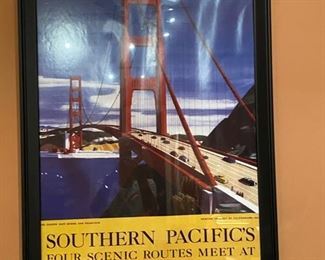 SOUTHERN PACIFIC'S
FOUR SCENIC ROUTES MEET AT